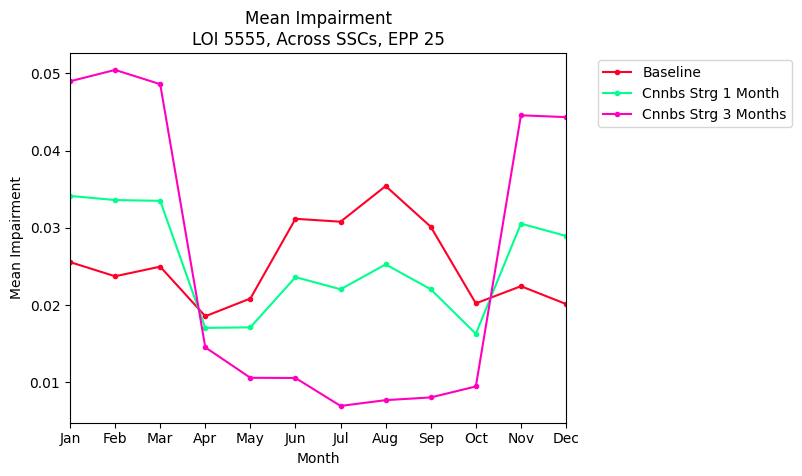 Mean Impairment
LOI 5555, Across SSCs, EPP 25
Baseline
Cnnbs Strg 1 Month
Cnnbs Strg 3 Months
Mean Impairment
0.05
0.04
0.03
0.02
0.01
Jan Feb Mar Apr May Jun Jul Aug Sep Oct Nov Dec
Month